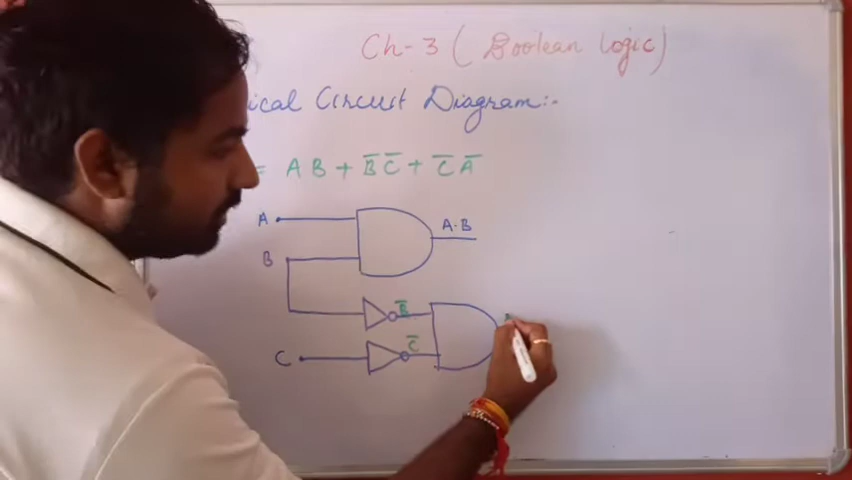 Ch-3 (Boolean logic)
ical Circuit Diagram:-
= AB + B̅ C̅ + C̅ A̅
A
A·B
B
B̅
C̅
C